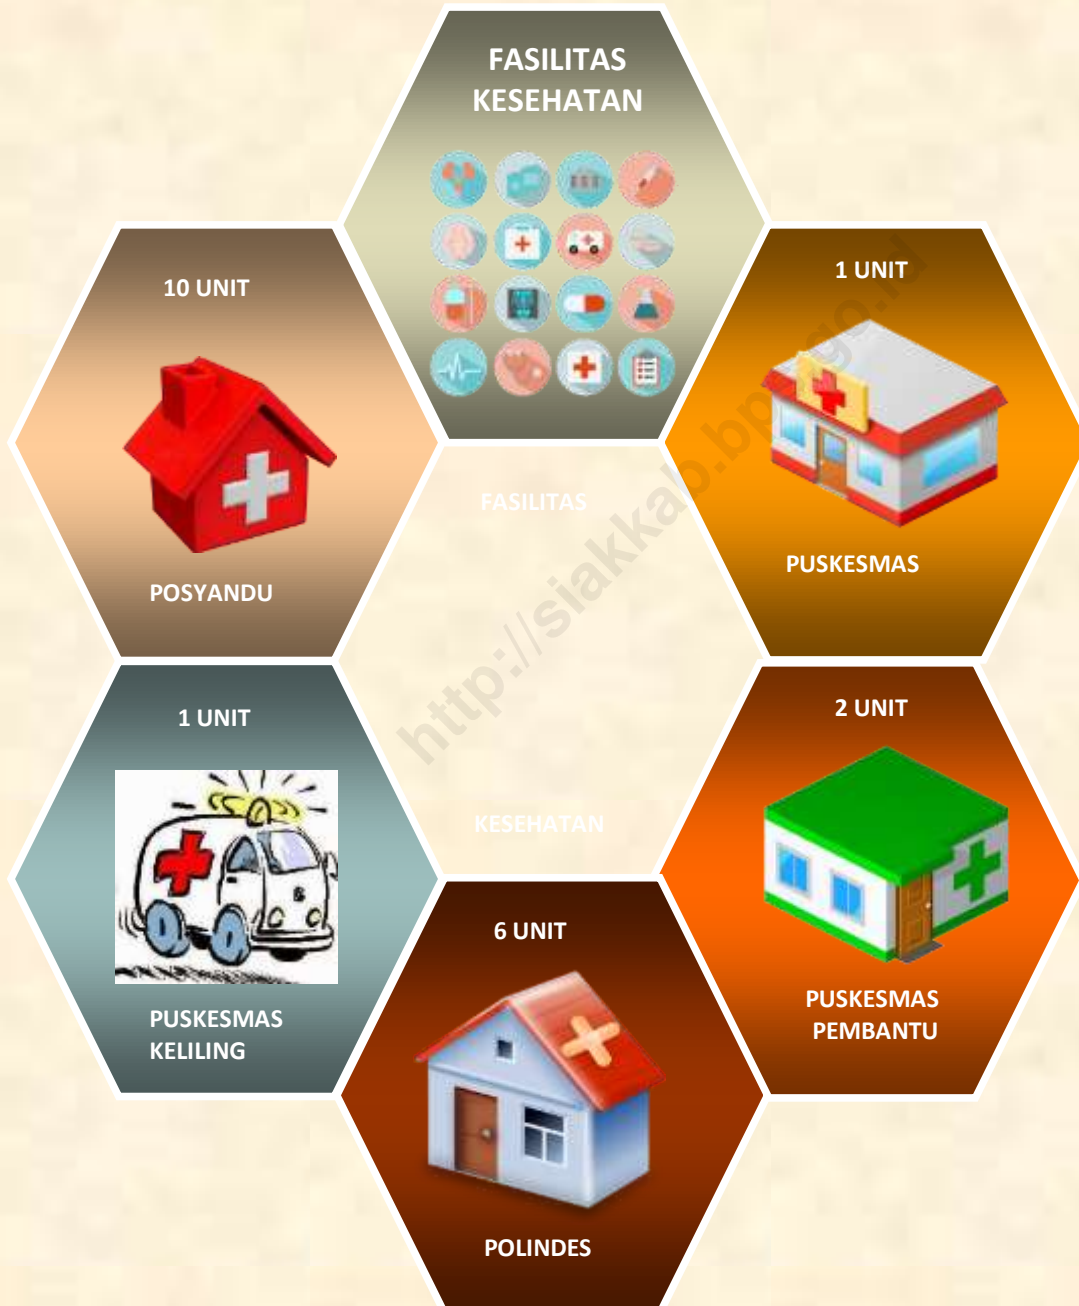 FASILITAS
KESEHATAN
10 UNIT
POSYANDU
1 UNIT
PUSKESMAS
FASILITAS
KESEHATAN
1 UNIT
PUSKESMAS
KELILING
2 UNIT
PUSKESMAS
PEMBANTU
6 UNIT
POLINDES
http://siakkab.bps.go.id